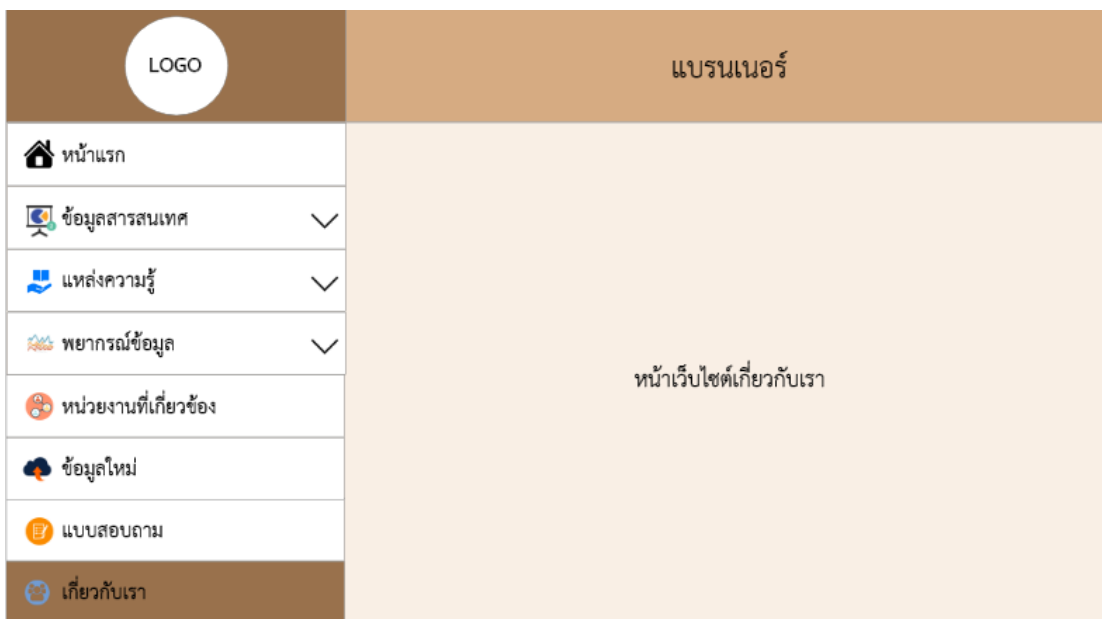 LOGO
แบรนเนอร์
หน้าแรก
ข้อมูลสารสนเทศ
แหล่งความรู้
พยากรณ์ข้อมูล
หน่วยงานที่เกี่ยวข้อง
ข้อมูลใหม่
แบบสอบถาม
เกี่ยวกับเรา
หน้าเว็บไซต์เกี่ยวกับเรา